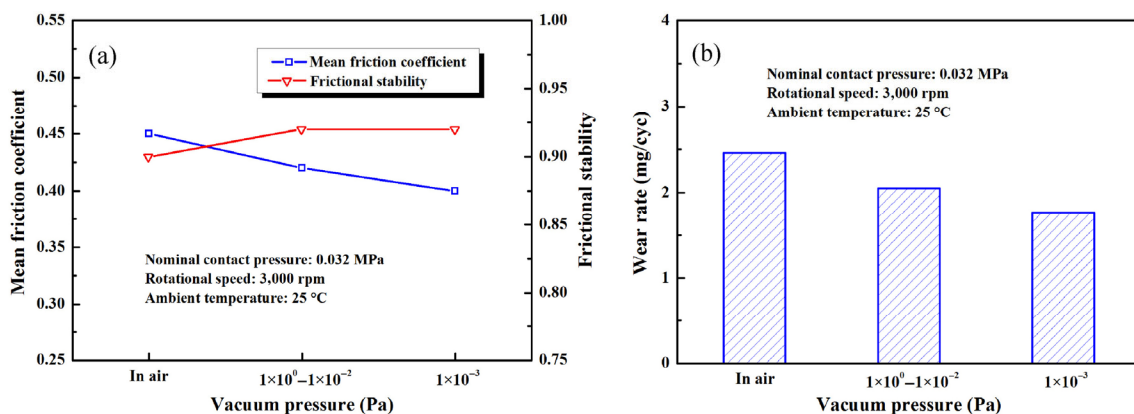 (a)
Mean friction coefficient
Frictional stability
0.55
0.50
0.45
0.40
0.35
0.30
0.25
Mean friction coefficient
1.00
0.95
0.90
0.85
0.80
0.75
Frictional stability
Nominal contact pressure: 0.032 MPa
Rotational speed: 3,000 rpm
Ambient temperature: 25 °C
In air
1×10⁰–1×10⁻²
1×10⁻³
Vacuum pressure (Pa)
(b)
Nominal contact pressure: 0.032 MPa
Rotational speed: 3,000 rpm
Ambient temperature: 25 °C
4
3
2
1
0
Wear rate (mg/cyc)
In air
1×10⁰–1×10⁻²
1×10⁻³
Vacuum pressure (Pa)